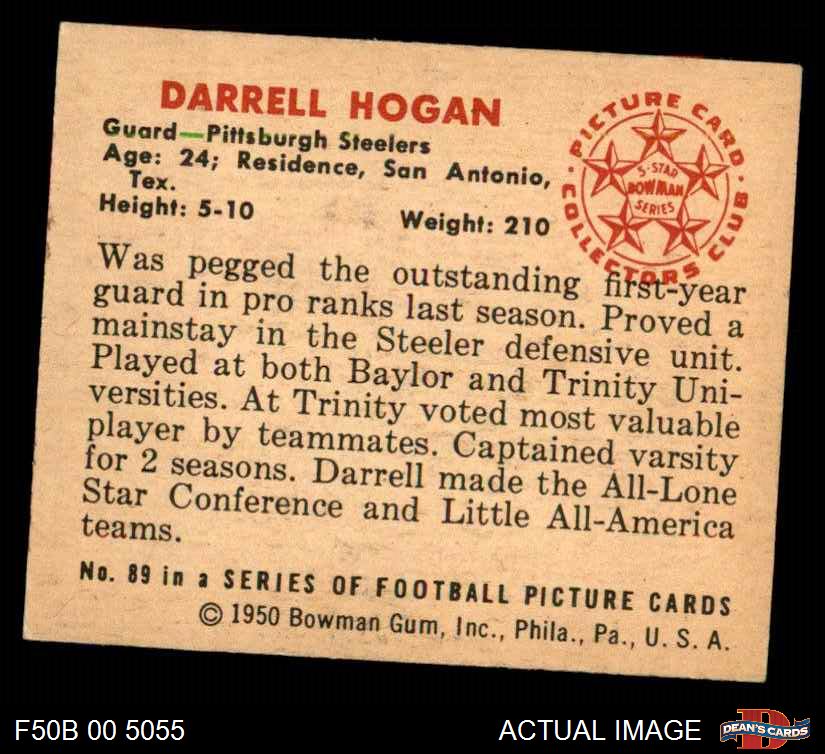 DARRELL HOGAN
Guard—Pittsburgh Steelers
Age: 24; Residence, San Antonio,
Tex.
Height: 5-10 Weight: 210
PICTURE CARD
5-STAR
BOWMAN
SERIES
COLLECTORS CLUB
Was pegged the outstanding first-year
guard in pro ranks last season. Proved a
mainstay in the Steeler defensive unit.
Played at both Baylor and Trinity Uni-
versities. At Trinity voted most valuable
player by teammates. Captained varsity
for 2 seasons. Darrell made the All-Lone
Star Conference and Little All-America
teams.
No. 89 in a SERIES OF FOOTBALL PICTURE CARDS
© 1950 Bowman Gum, Inc., Phila., Pa., U. S. A.
F50B 00 5055
ACTUAL IMAGE
D
DEAN'S CARDS